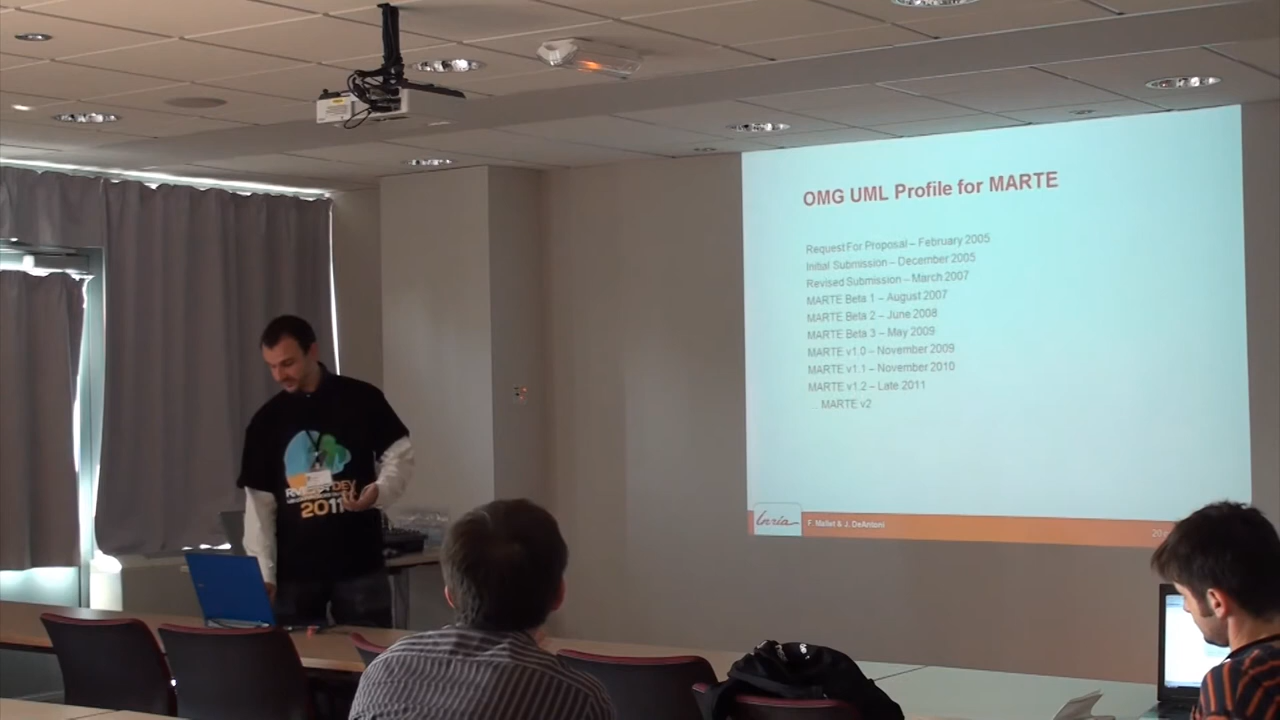 OMG UML Profile for MARTE
Request For Proposal – February 2005
Initial Submission – December 2005
Revised Submission – March 2007
MARTE Beta 1 – August 2007
MARTE Beta 2 – June 2008
MARTE Beta 3 – May 2009
MARTE v1.0 – November 2009
MARTE v1.1 – November 2010
MARTE v1.2 – Late 2011
... MARTE v2
Inria
F. Mallet & J. DeAntoni
2011